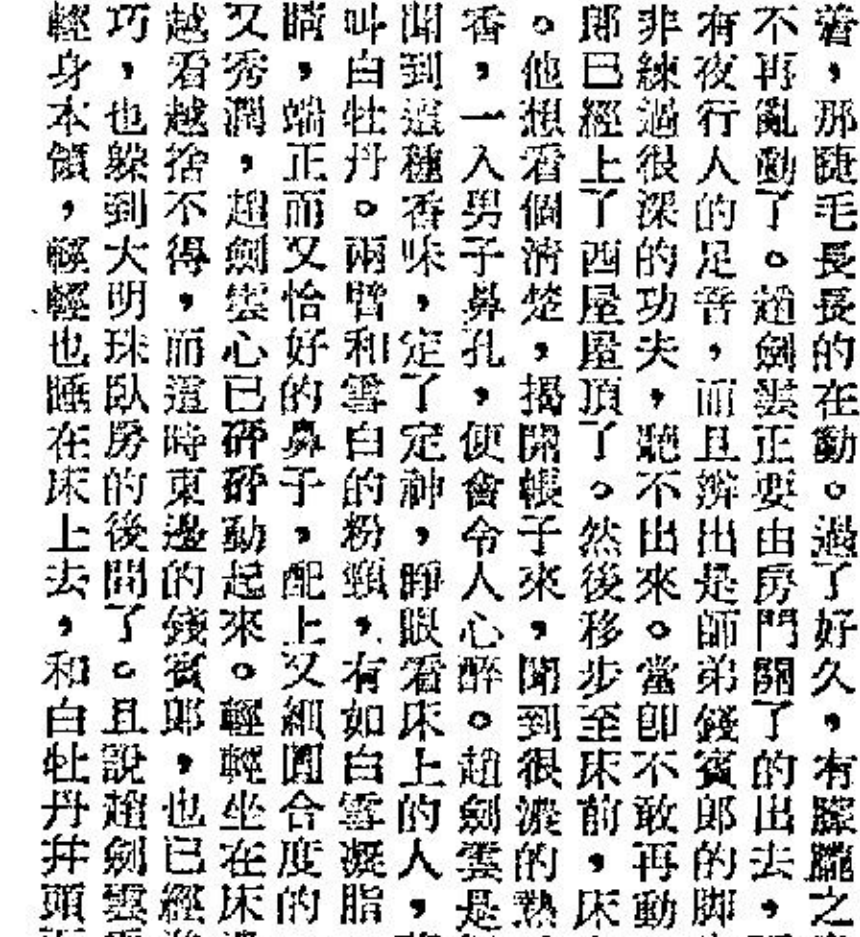 着，那睫毛長長的在動。過了好久，有朦朧之
不再亂動了。趙劍雲正要由房門關了的出去，
有夜行人的足音，而且辨出是師弟錢賓郎的脚
非練過很深的功夫，聽不出來。當卽不敢再動
郎已經上了西屋屋頂了。然後移步至床前，床
。他想看個淸楚，揭開帳子來，聞到很濃的熟
香，一入男子鼻孔，便會令人心醉。趙劍雲是
聞到這種香味，定了定神，睜眼看床上的人，
叫白牡丹。兩臂和雪白的粉頸，有如白雪凝脂
睛，端正而又恰好的鼻子，配上又細圓合度的
又秀潤，趙劍雲心已砰砰動起來。輕輕坐在床
越看越捨不得，而這時東邊的錢賓郎，也已經
巧，也躲到大明珠臥房的後間了。且說趙劍雲
輕身本領，輕輕也睡在床上去，和白牡丹并頭